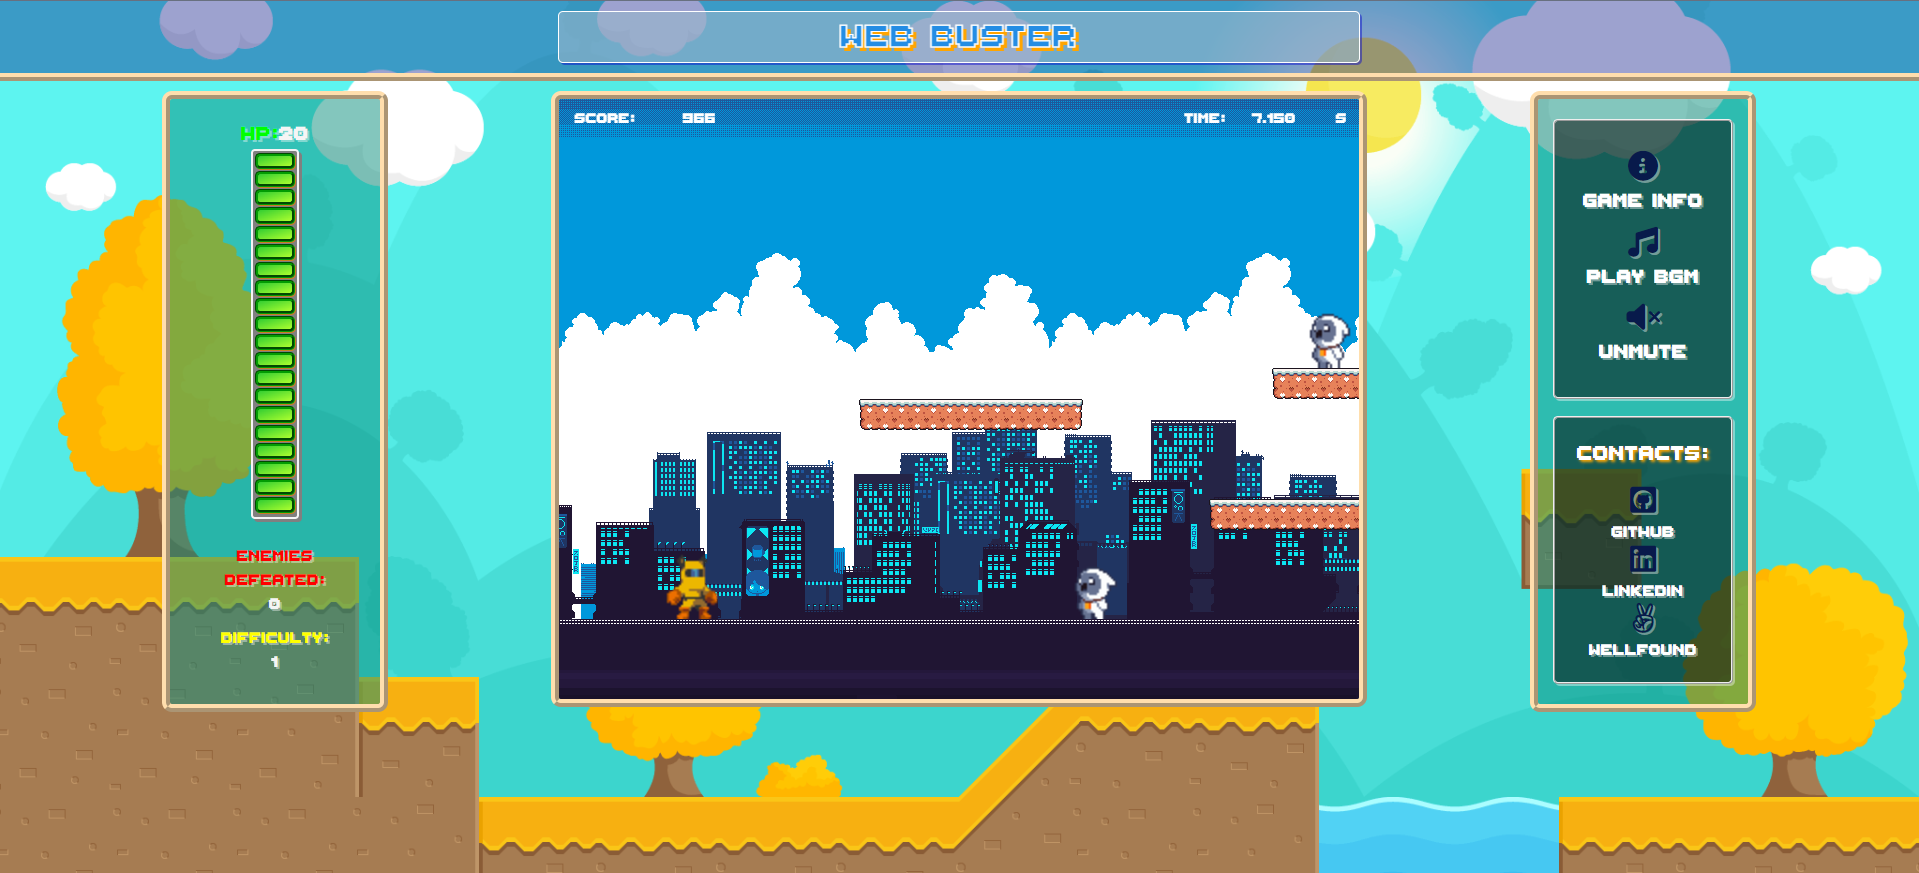 WEB BUSTER
HP:20
SCORE: 966 TIME: 7.150 S
ENEMIES
DEFEATED:
0
DIFFICULTY:
1
GAME INFO
PLAY BGM
UNMUTE
CONTACTS:
GITHUB
LINKEDIN
WELLFOUND